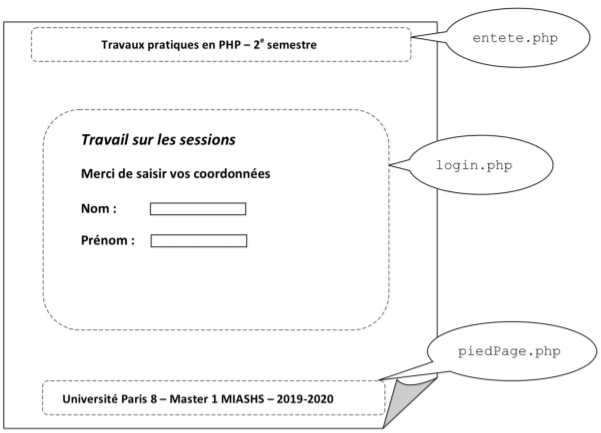 Travaux pratiques en PHP – 2e semestre
entete.php
Travail sur les sessions
Merci de saisir vos coordonnées
login.php
Nom :
Prénom :
piedPage.php
Université Paris 8 – Master 1 MIASHS – 2019-2020